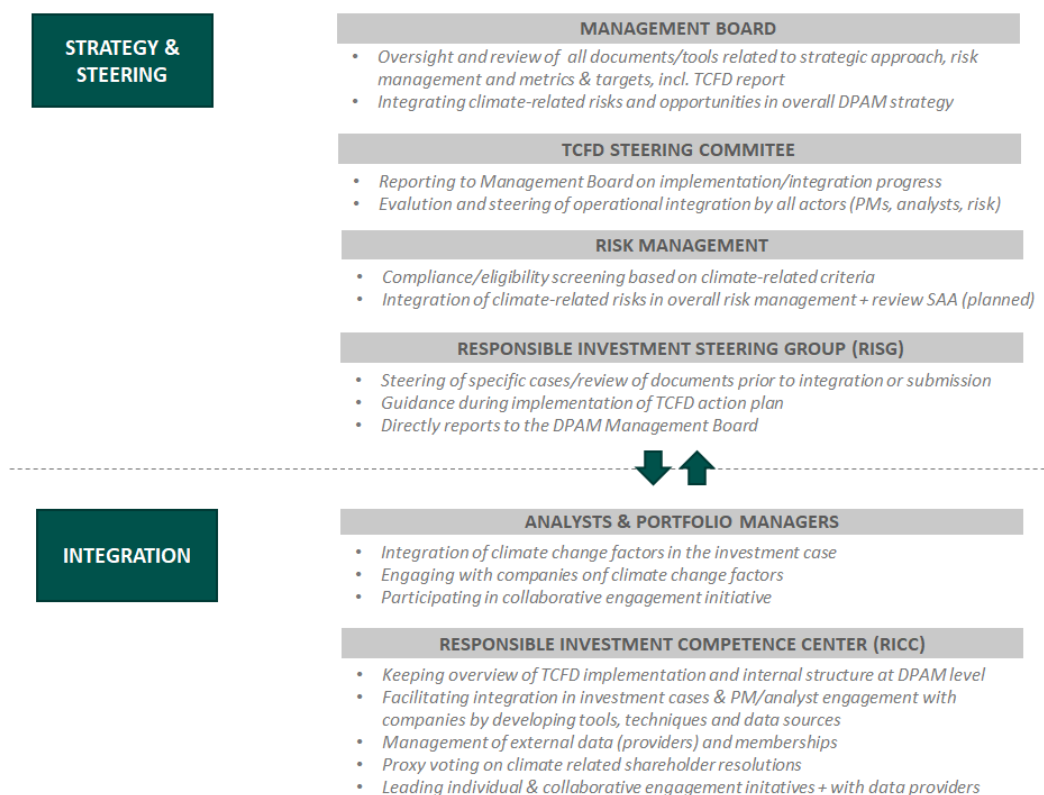 STRATEGY &
STEERING
MANAGEMENT BOARD
• Oversight and review of all documents/tools related to strategic approach, risk
management and metrics & targets, incl. TCFD report
• Integrating climate-related risks and opportunities in overall DPAM strategy
TCFD STEERING COMMITEE
• Reporting to Management Board on implementation/integration progress
• Evalution and steering of operational integration by all actors (PMs, analysts, risk)
RISK MANAGEMENT
• Compliance/eligibility screening based on climate-related criteria
• Integration of climate-related risks in overall risk management + review SAA (planned)
RESPONSIBLE INVESTMENT STEERING GROUP (RISG)
• Steering of specific cases/review of documents prior to integration or submission
• Guidance during implementation of TCFD action plan
• Directly reports to the DPAM Management Board
INTEGRATION
ANALYSTS & PORTFOLIO MANAGERS
• Integration of climate change factors in the investment case
• Engaging with companies onf climate change factors
• Participating in collaborative engagement initiative
RESPONSIBLE INVESTMENT COMPETENCE CENTER (RICC)
• Keeping overview of TCFD implementation and internal structure at DPAM level
• Facilitating integration in investment cases & PM/analyst engagement with
companies by developing tools, techniques and data sources
• Management of external data (providers) and memberships
• Proxy voting on climate related shareholder resolutions
• Leading individual & collaborative engagement initatives + with data providers